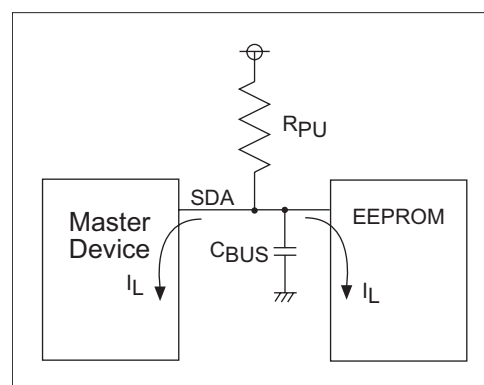 RPU
SDA
Master
Device
EEPROM
CBUS
IL
IL